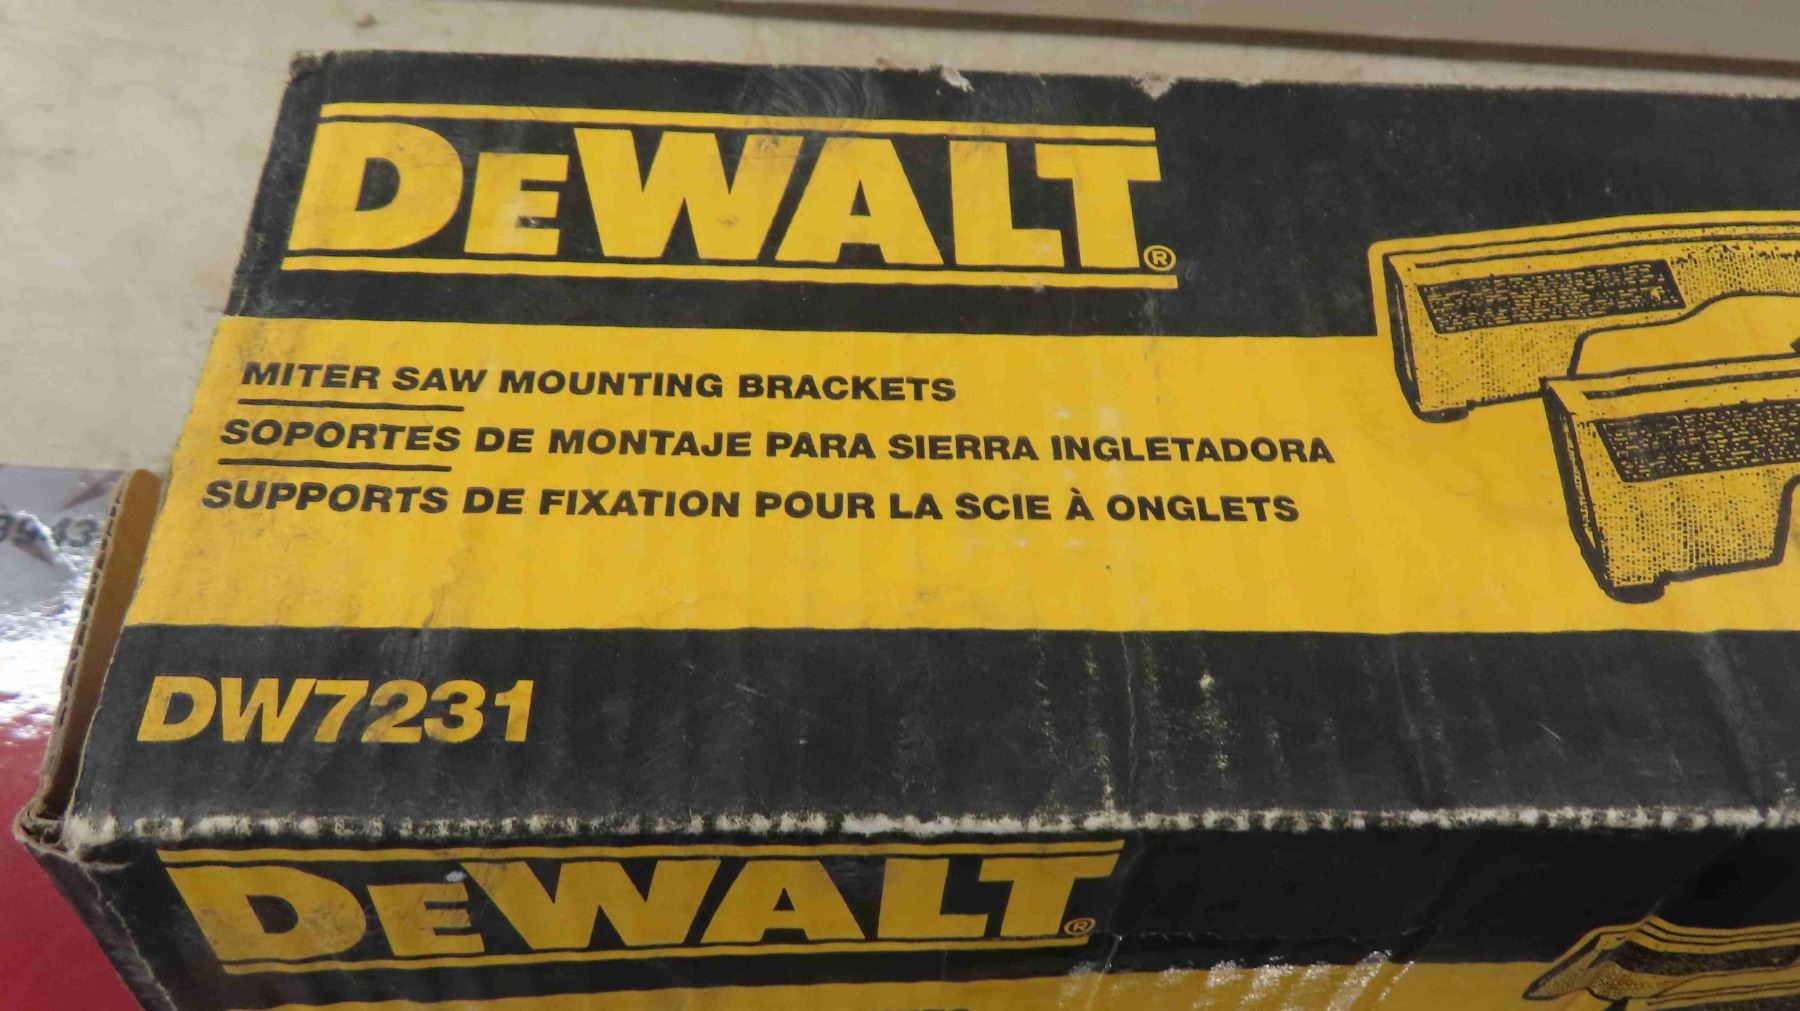 DEWALT®
MITER SAW MOUNTING BRACKETS
SOPORTES DE MONTAJE PARA SIERRA INGLETADORA
SUPPORTS DE FIXATION POUR LA SCIE À ONGLETS
DW7231
DEWALT®